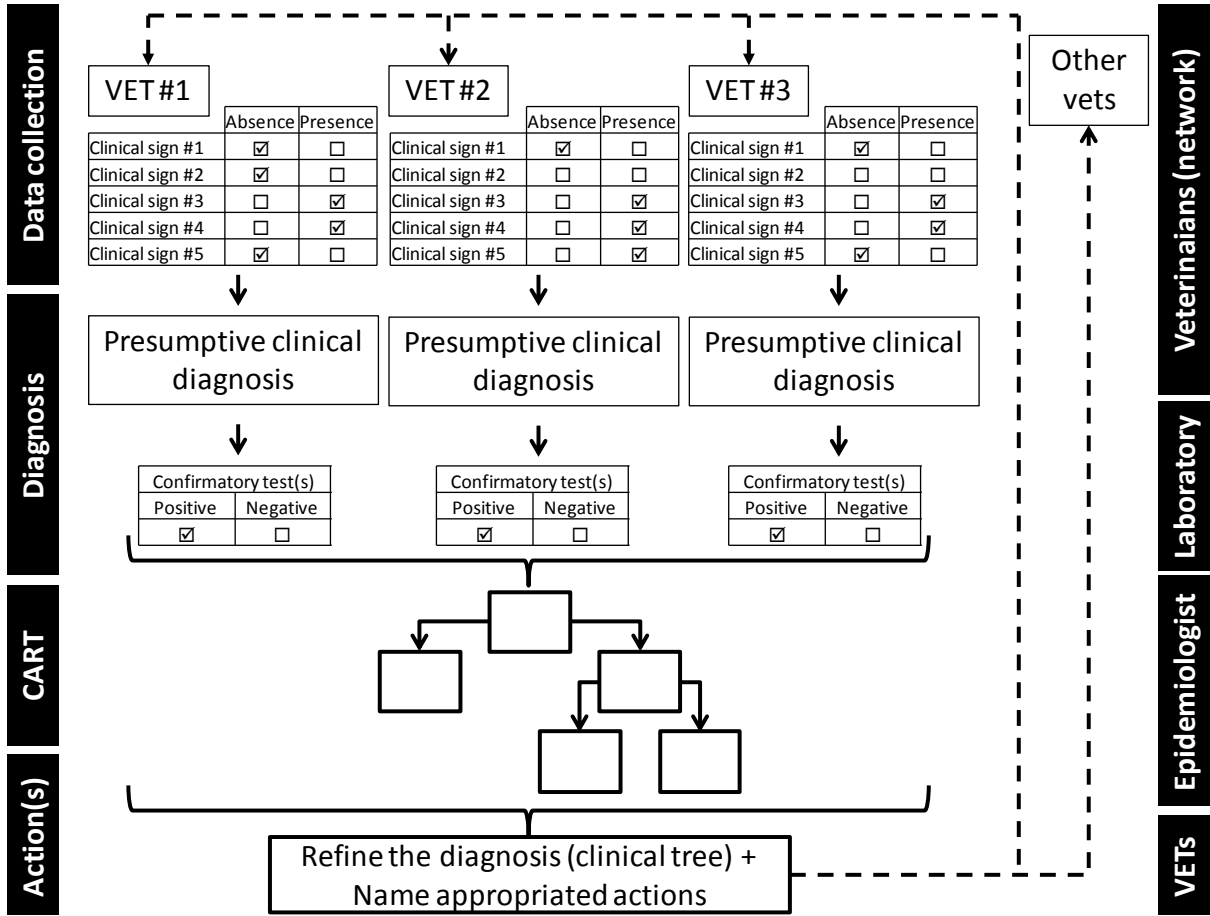 Data collection
Diagnosis
CART
Action(s)
VET #1
Absence Presence
Clinical sign #1 ☑ ☐
Clinical sign #2 ☑ ☐
Clinical sign #3 ☐ ☑
Clinical sign #4 ☐ ☑
Clinical sign #5 ☑ ☐
VET #2
Absence Presence
Clinical sign #1 ☑ ☐
Clinical sign #2 ☐ ☐
Clinical sign #3 ☐ ☑
Clinical sign #4 ☐ ☑
Clinical sign #5 ☐ ☑
VET #3
Absence Presence
Clinical sign #1 ☑ ☐
Clinical sign #2 ☐ ☐
Clinical sign #3 ☐ ☑
Clinical sign #4 ☐ ☑
Clinical sign #5 ☑ ☐
Presumptive clinical
diagnosis
Presumptive clinical
diagnosis
Presumptive clinical
diagnosis
Confirmatory test(s)
Positive Negative
☑ ☐
Confirmatory test(s)
Positive Negative
☑ ☐
Confirmatory test(s)
Positive Negative
☑ ☐
Refine the diagnosis (clinical tree) +
Name appropriated actions
Other
vets
Veterinaians (network)
Laboratory
Epidemiologist
VETs